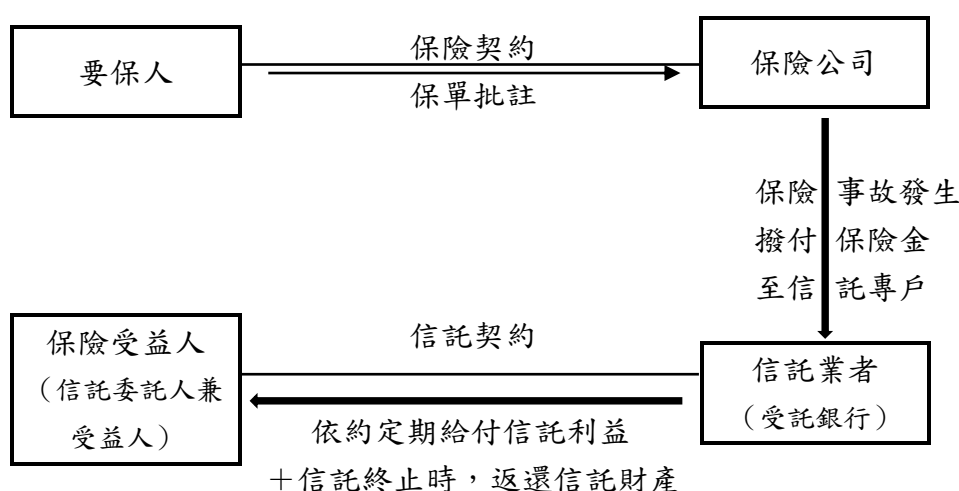 要保人
保險契約
保單批註
保險公司
保險事故發生
撥付保險金
至信託專戶
保險受益人
（信託委託人兼
受益人）
信託契約
信託業者
（受託銀行）
依約定期給付信託利益
＋信託終止時，返還信託財產